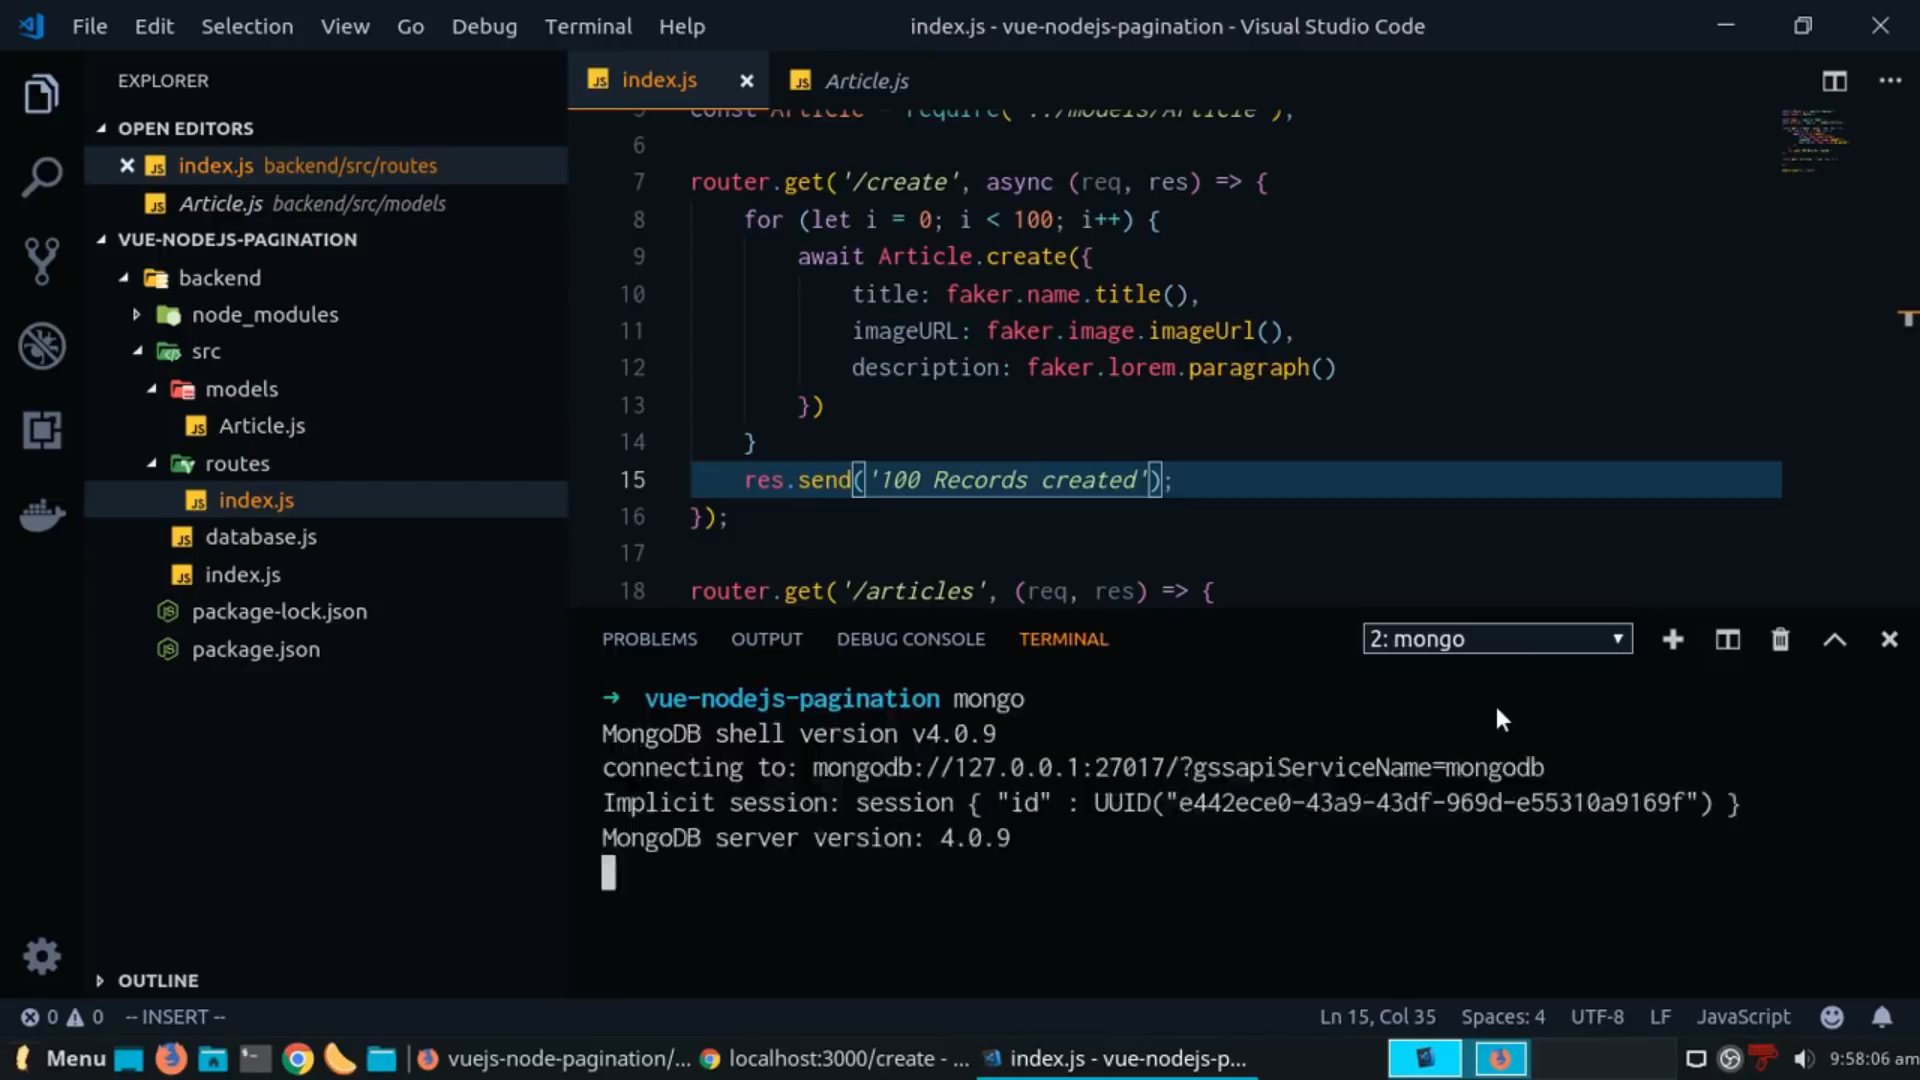 File Edit Selection View Go Debug Terminal Help
index.js - vue-nodejs-pagination - Visual Studio Code
EXPLORER
OPEN EDITORS
index.js backend/src/routes
Article.js backend/src/models
VUE-NODEJS-PAGINATION
backend
node_modules
src
models
Article.js
routes
index.js
database.js
index.js
package-lock.json
package.json
OUTLINE
index.js
Article.js
5 const Article = require('../models/Article');
6
7 router.get('/create', async (req, res) => {
8 for (let i = 0; i < 100; i++) {
9 await Article.create({
10 title: faker.name.title(),
11 imageURL: faker.image.imageUrl(),
12 description: faker.lorem.paragraph()
13 })
14 }
15 res.send('100 Records created');
16 });
17
18 router.get('/articles', (req, res) => {
PROBLEMS OUTPUT DEBUG CONSOLE TERMINAL
2: mongo
→ vue-nodejs-pagination mongo
MongoDB shell version v4.0.9
connecting to: mongodb://127.0.0.1:27017/?gssapiServiceName=mongodb
Implicit session: session { "id" : UUID("e442ece0-43a9-43df-969d-e55310a9169f") }
MongoDB server version: 4.0.9
0 0 -- INSERT --
Ln 15, Col 35 Spaces: 4 UTF-8 LF JavaScript
Menu
vuejs-node-pagination/...
localhost:3000/create - ...
index.js - vue-nodejs-p...
9:58:06 am